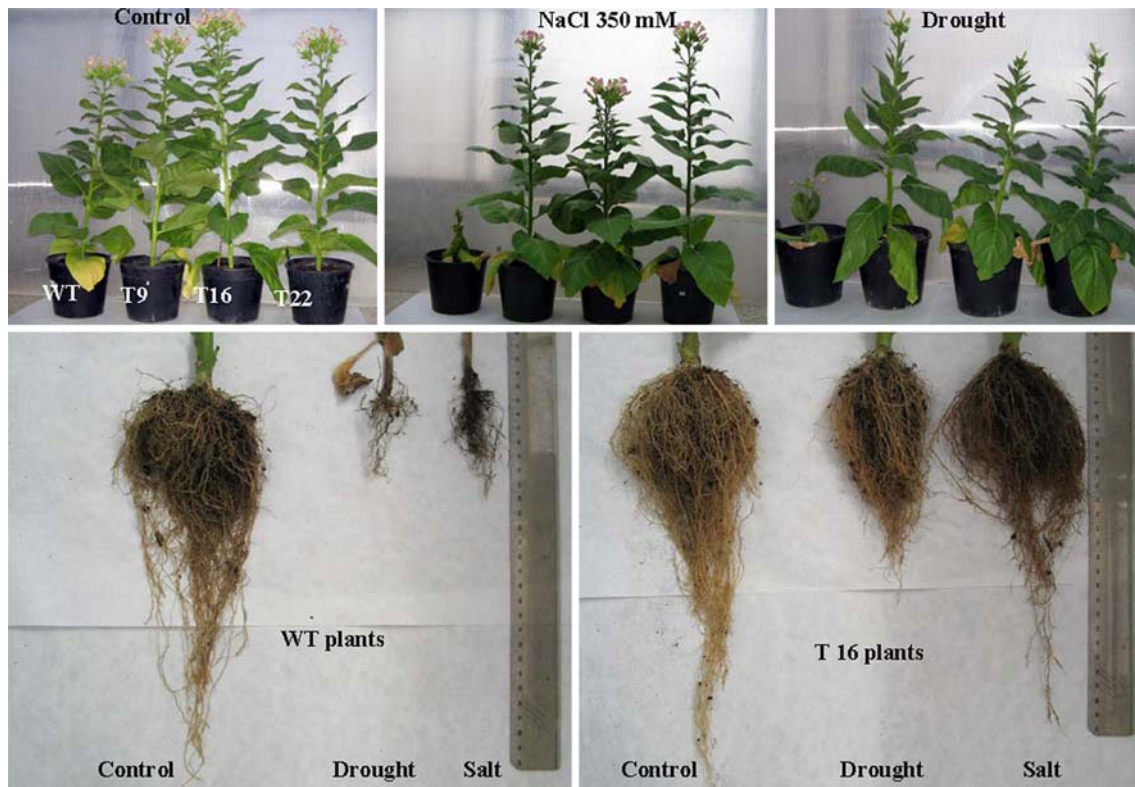 Control
NaCl 350 mM
Drought
WT
T9
T16
T22
WT plants
T 16 plants
Control
Drought
Salt
Control
Drought
Salt